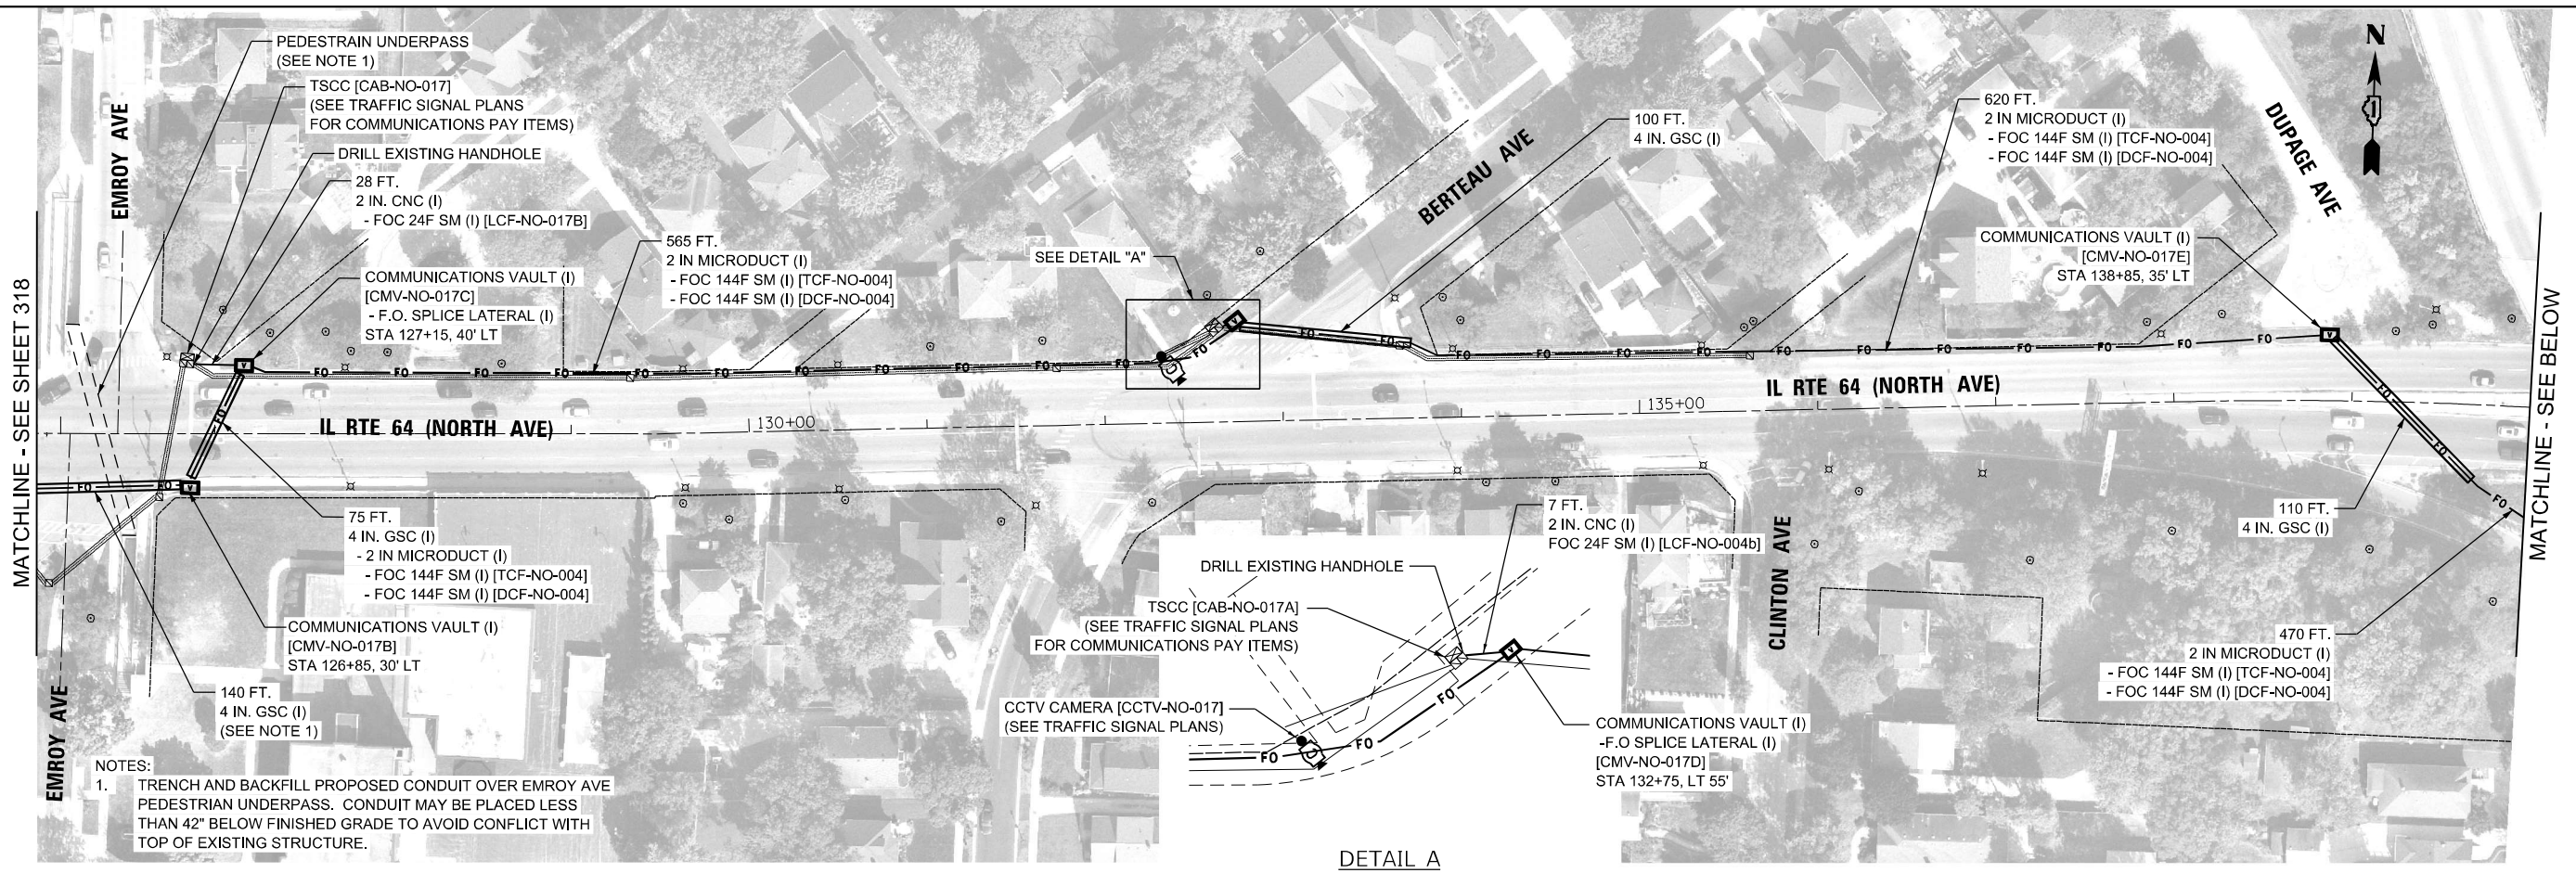 PEDESTRAIN UNDERPASS
(SEE NOTE 1)
TSCC [CAB-NO-017]
(SEE TRAFFIC SIGNAL PLANS
FOR COMMUNICATIONS PAY ITEMS)
DRILL EXISTING HANDHOLE
28 FT.
2 IN. CNC (I)
- FOC 24F SM (I) [LCF-NO-017B]
COMMUNICATIONS VAULT (I)
[CMV-NO-017C]
- F.O. SPLICE LATERAL (I)
STA 127+15, 40' LT
565 FT.
2 IN MICRODUCT (I)
- FOC 144F SM (I) [TCF-NO-004]
- FOC 144F SM (I) [DCF-NO-004]
SEE DETAIL "A"
100 FT.
4 IN. GSC (I)
620 FT.
2 IN MICRODUCT (I)
- FOC 144F SM (I) [TCF-NO-004]
- FOC 144F SM (I) [DCF-NO-004]
COMMUNICATIONS VAULT (I)
[CMV-NO-017E]
STA 138+85, 35' LT
N
EMROY AVE
BERTEAU AVE
DUPAGE AVE
MATCHLINE - SEE SHEET 318
MATCHLINE - SEE BELOW
IL RTE 64 (NORTH AVE)
130+00
135+00
IL RTE 64 (NORTH AVE)
75 FT.
4 IN. GSC (I)
- 2 IN MICRODUCT (I)
- FOC 144F SM (I) [TCF-NO-004]
- FOC 144F SM (I) [DCF-NO-004]
COMMUNICATIONS VAULT (I)
[CMV-NO-017B]
STA 126+85, 30' LT
140 FT.
4 IN. GSC (I)
(SEE NOTE 1)
EMROY AVE
CLINTON AVE
110 FT.
4 IN. GSC (I)
470 FT.
2 IN MICRODUCT (I)
- FOC 144F SM (I) [TCF-NO-004]
- FOC 144F SM (I) [DCF-NO-004]
7 FT.
2 IN. CNC (I)
FOC 24F SM (I) [LCF-NO-004b]
DRILL EXISTING HANDHOLE
TSCC [CAB-NO-017A]
(SEE TRAFFIC SIGNAL PLANS
FOR COMMUNICATIONS PAY ITEMS)
CCTV CAMERA [CCTV-NO-017]
(SEE TRAFFIC SIGNAL PLANS)
COMMUNICATIONS VAULT (I)
-F.O SPLICE LATERAL (I)
[CMV-NO-017D]
STA 132+75, LT 55'
DETAIL A
NOTES:
1. TRENCH AND BACKFILL PROPOSED CONDUIT OVER EMROY AVE
PEDESTRIAN UNDERPASS. CONDUIT MAY BE PLACED LESS
THAN 42" BELOW FINISHED GRADE TO AVOID CONFLICT WITH
TOP OF EXISTING STRUCTURE.